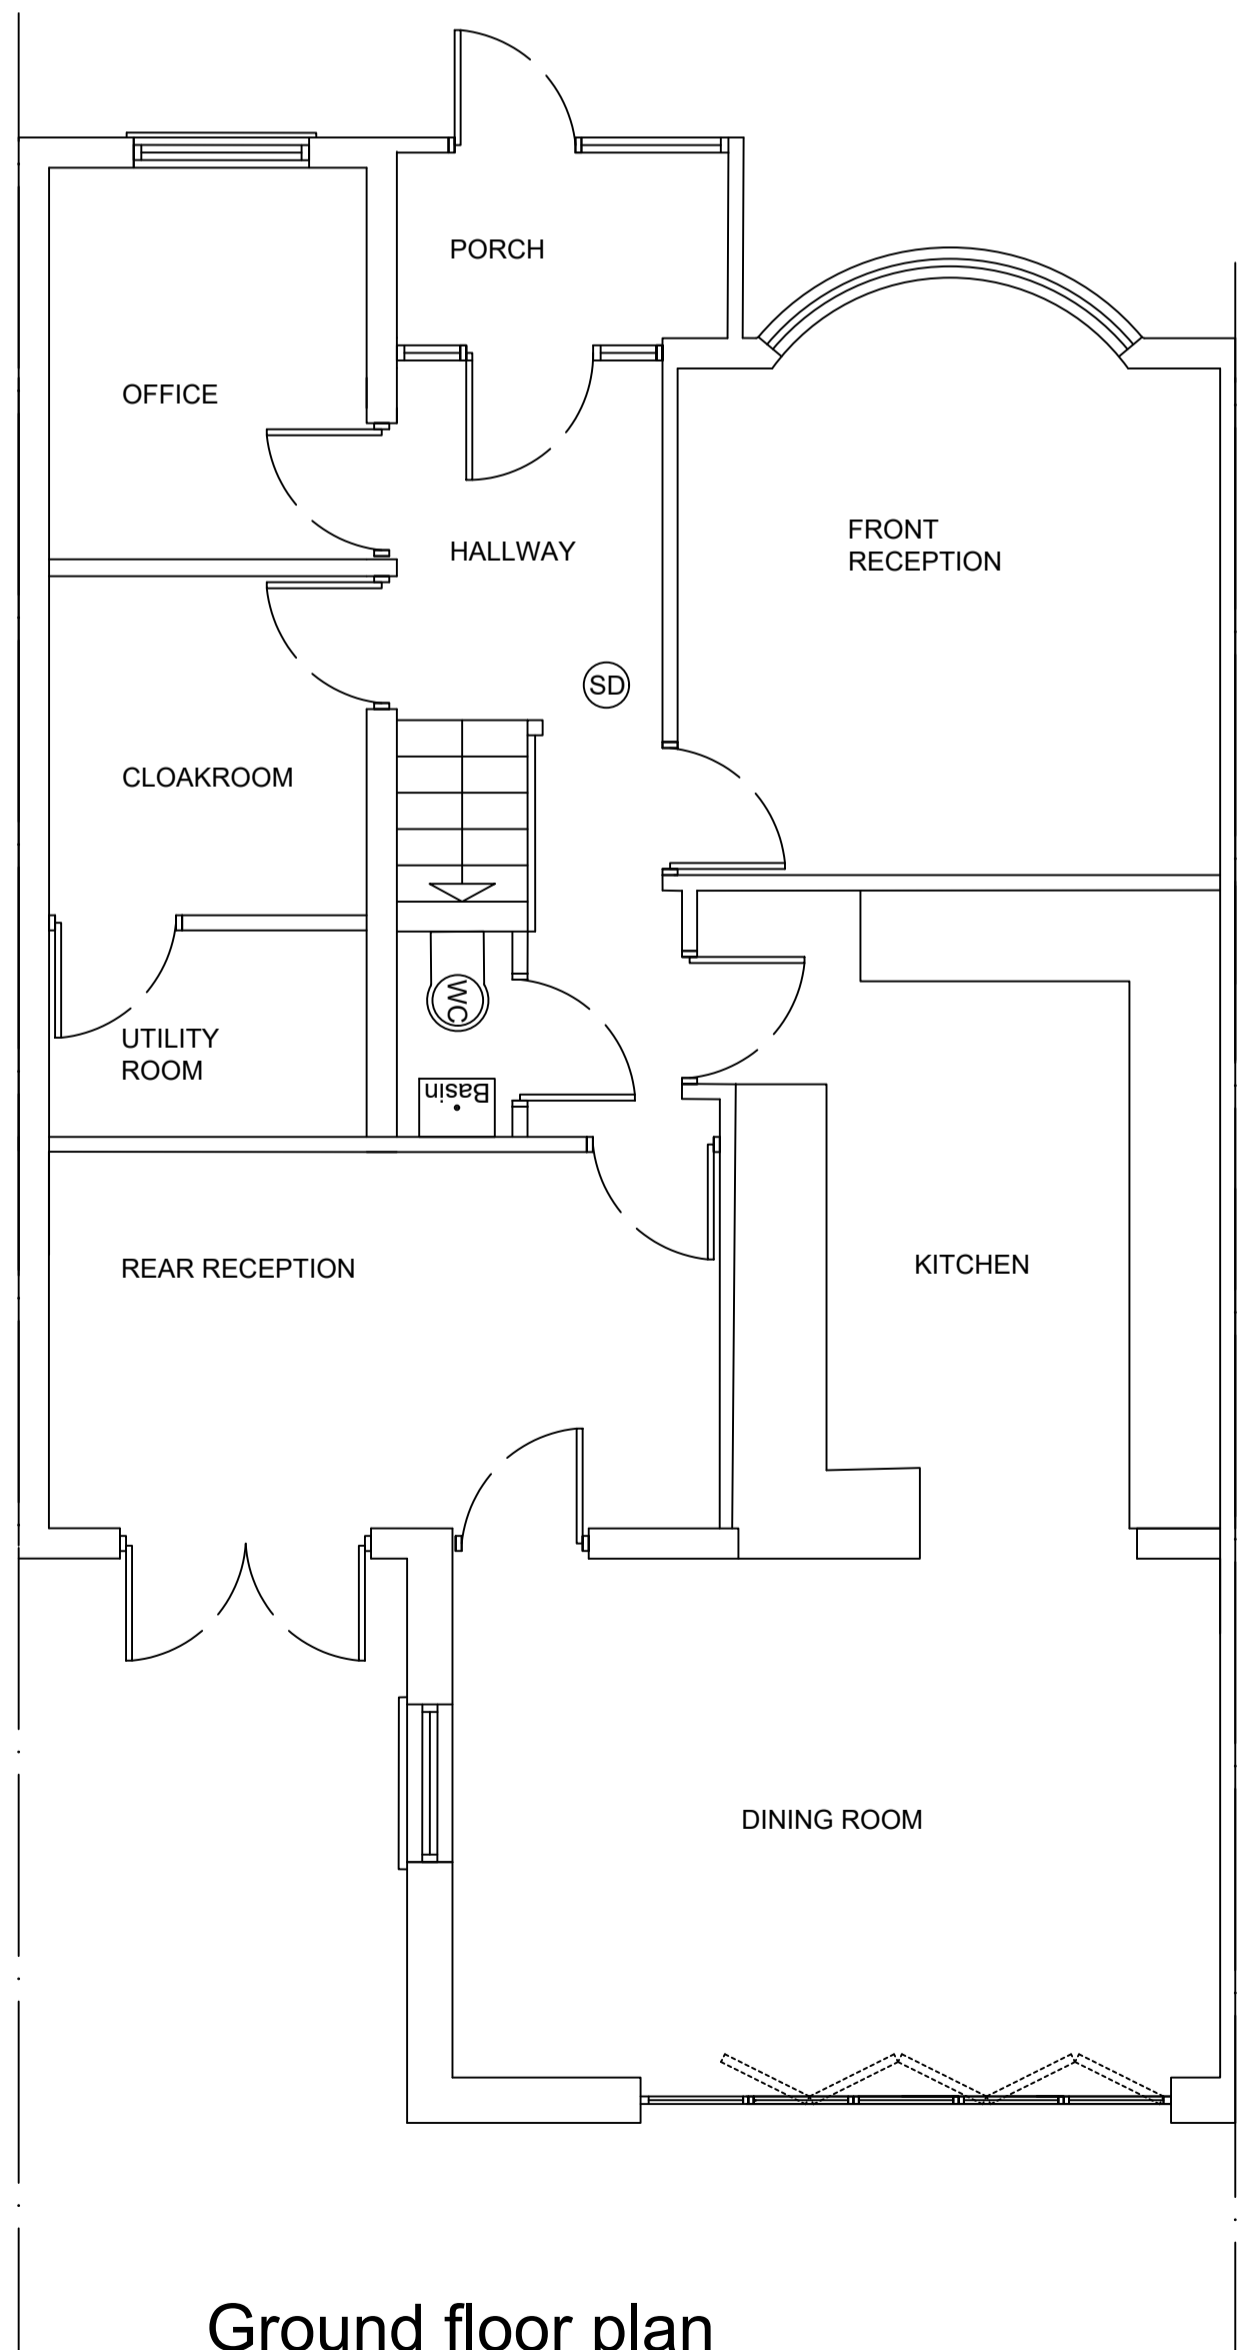 PORCH
OFFICE
HALLWAY
FRONT
RECEPTION
SD
CLOAKROOM
WC
UTILITY
ROOM
Basin
REAR RECEPTION
KITCHEN
DINING ROOM
Ground floor plan